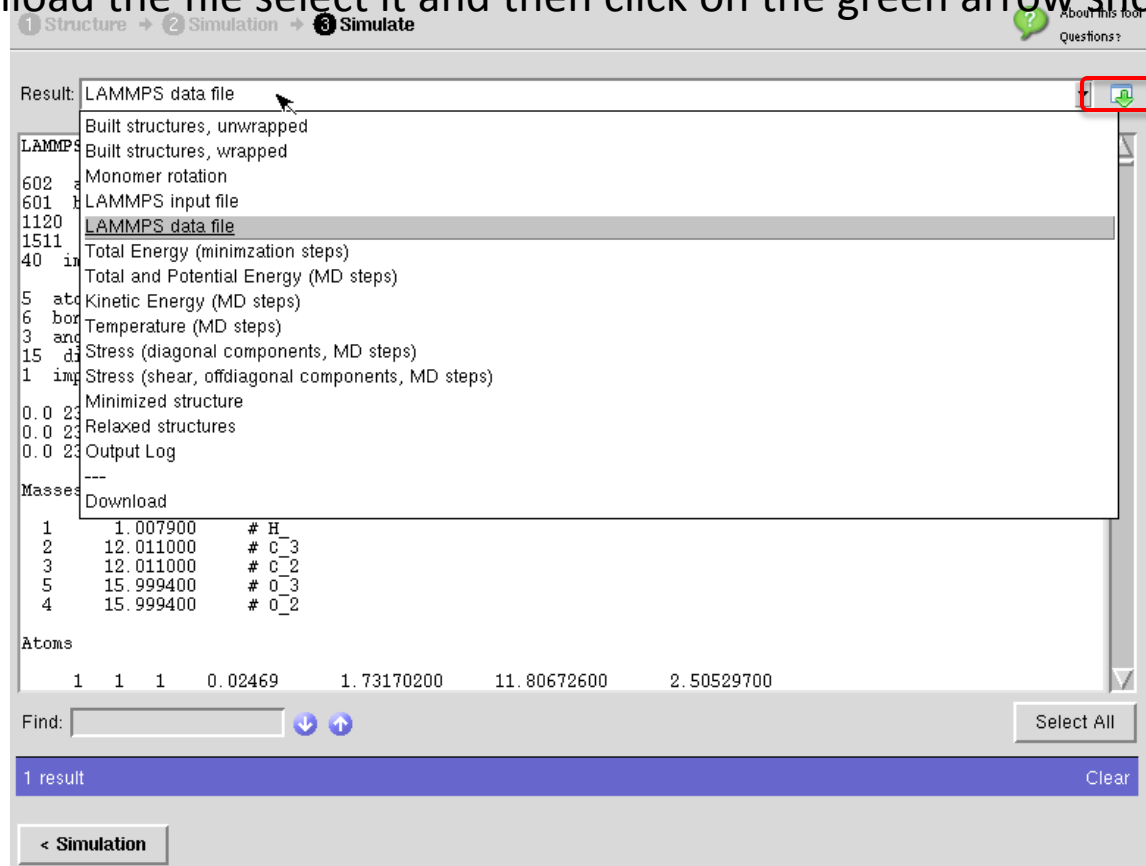 load the file select it and then click on the green arrow
1 Structure → 2 Simulation → 3 Simulate
? About this tool
Questions?
Result: LAMMPS data file
Built structures, unwrapped
Built structures, wrapped
Monomer rotation
LAMMPS input file
LAMMPS data file
Total Energy (minimzation steps)
Total and Potential Energy (MD steps)
Kinetic Energy (MD steps)
Temperature (MD steps)
Stress (diagonal components, MD steps)
Stress (shear, offdiagonal components, MD steps)
Minimized structure
Relaxed structures
Output Log
---
Download
LAMMPS
602
601
1120
1511
40
5
6
3
15
1
0.0 23
0.0 23
0.0 23
Masses
1 1.007900 # H_
2 12.011000 # C_3
3 12.011000 # C_2
5 15.999400 # O_3
4 15.999400 # O_2
Atoms
1 1 1 0.02469 1.73170200 11.80672600 2.50529700
Find:
Select All
1 result Clear
< Simulation